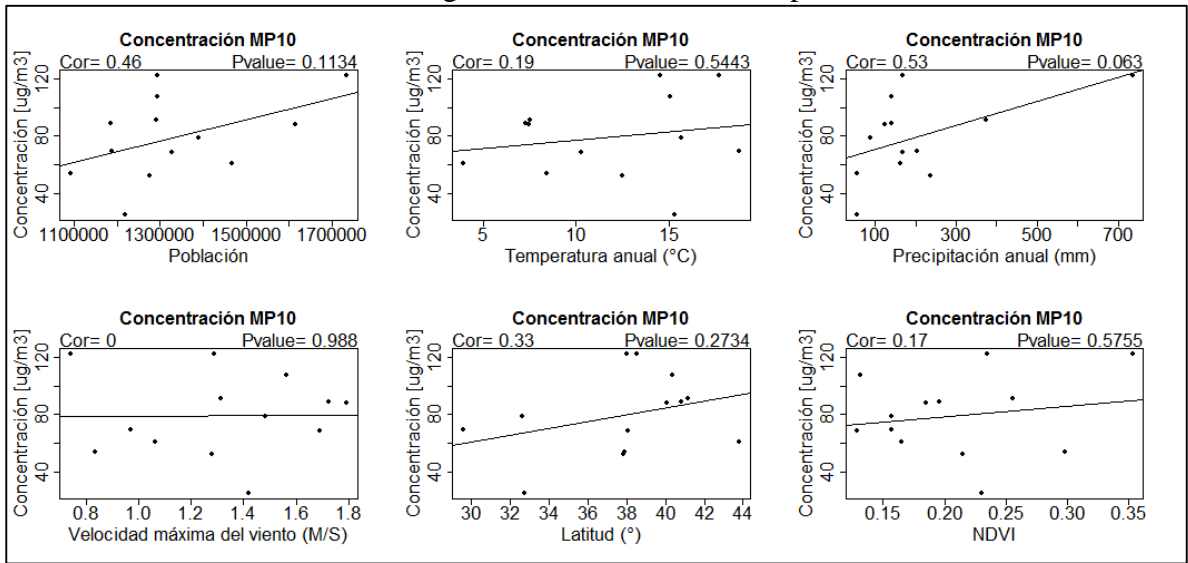 Concentración MP10
Cor= 0.46 Pvalue= 0.1134
Concentración [ug/m3]
40 80 120
1100000 1300000 1500000 1700000
Población
Concentración MP10
Cor= 0.19 Pvalue= 0.5443
Concentración [ug/m3]
40 80 120
5 10 15
Temperatura anual (°C)
Concentración MP10
Cor= 0.53 Pvalue= 0.063
Concentración [ug/m3]
40 80 120
100 300 500 700
Precipitación anual (mm)
Concentración MP10
Cor= 0 Pvalue= 0.988
Concentración [ug/m3]
40 80 120
0.8 1.0 1.2 1.4 1.6 1.8
Velocidad máxima del viento (M/S)
Concentración MP10
Cor= 0.33 Pvalue= 0.2734
Concentración [ug/m3]
40 80 120
30 32 34 36 38 40 42 44
Latitud (°)
Concentración MP10
Cor= 0.17 Pvalue= 0.5755
Concentración [ug/m3]
40 80 120
0.15 0.20 0.25 0.30 0.35
NDVI